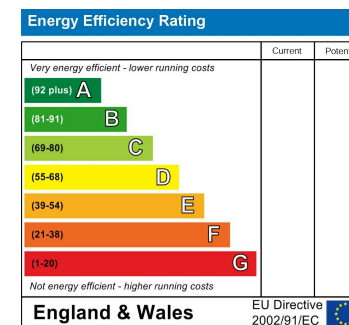 Energy Efficiency Rating
Current Poten
Very energy efficient - lower running costs
(92 plus) A
(81-91) B
(69-80) C
(55-68) D
(39-54) E
(21-38) F
(1-20) G
Not energy efficient - higher running costs
England & Wales
EU Directive
2002/91/EC